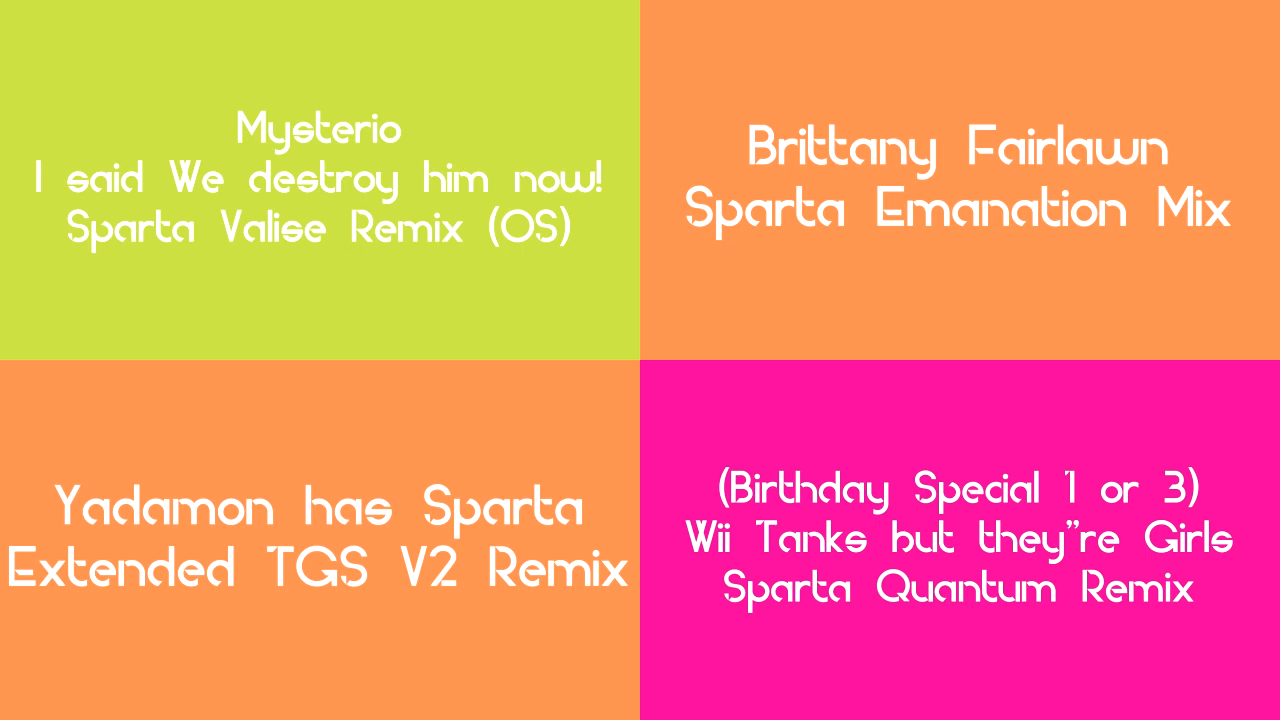 Mysterio
I said We destroy him now!
Sparta Valise Remix (OS)
Brittany Fairlawn
Sparta Emanation Mix
Yadamon has Sparta
Extended TGS V2 Remix
(Birthday Special 1 or 3)
Wii Tanks but they"re Girls
Sparta Quantum Remix